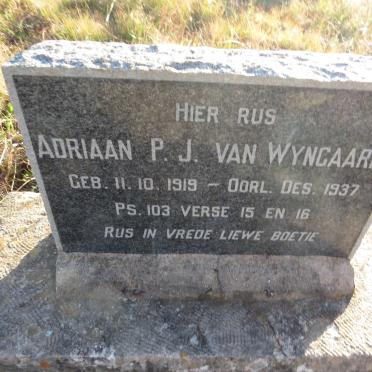 HIER RUS
ADRIAAN P. J. VAN WYNGAAR
GEB. 11. 10. 1919 – OORL. DES. 1937
PS. 103 VERSE 15 EN 16
RUS IN VREDE LIEWE BOETIE